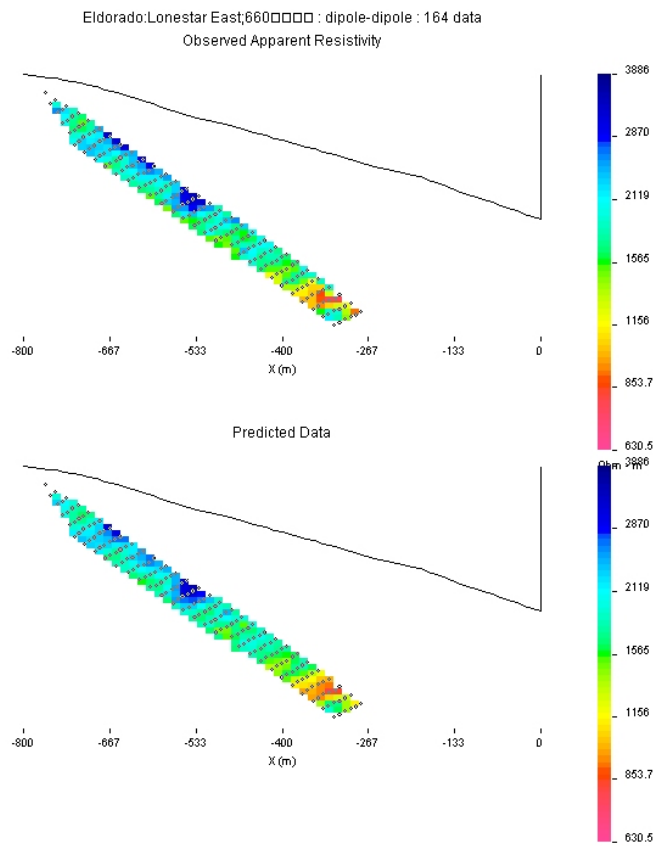 Eldorado:Lonestar East;660□□□□ : dipole-dipole : 164 data
Observed Apparent Resistivity
3886
2870
2119
1565
1156
853.7
630.5
Ohm - m
-800 -667 -533 -400 -267 -133 0
X (m)
Predicted Data
3886
2870
2119
1565
1156
853.7
630.5
-800 -667 -533 -400 -267 -133 0
X (m)